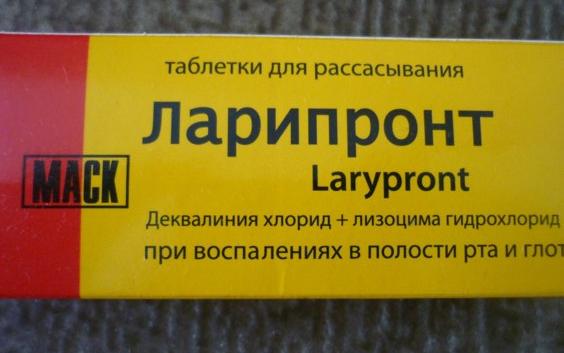 таблетки для рассасывания
Ларипронт
Larypront
MACK
Деквалиния хлорид + лизоцима гидрохлорид
при воспалениях в полости рта и